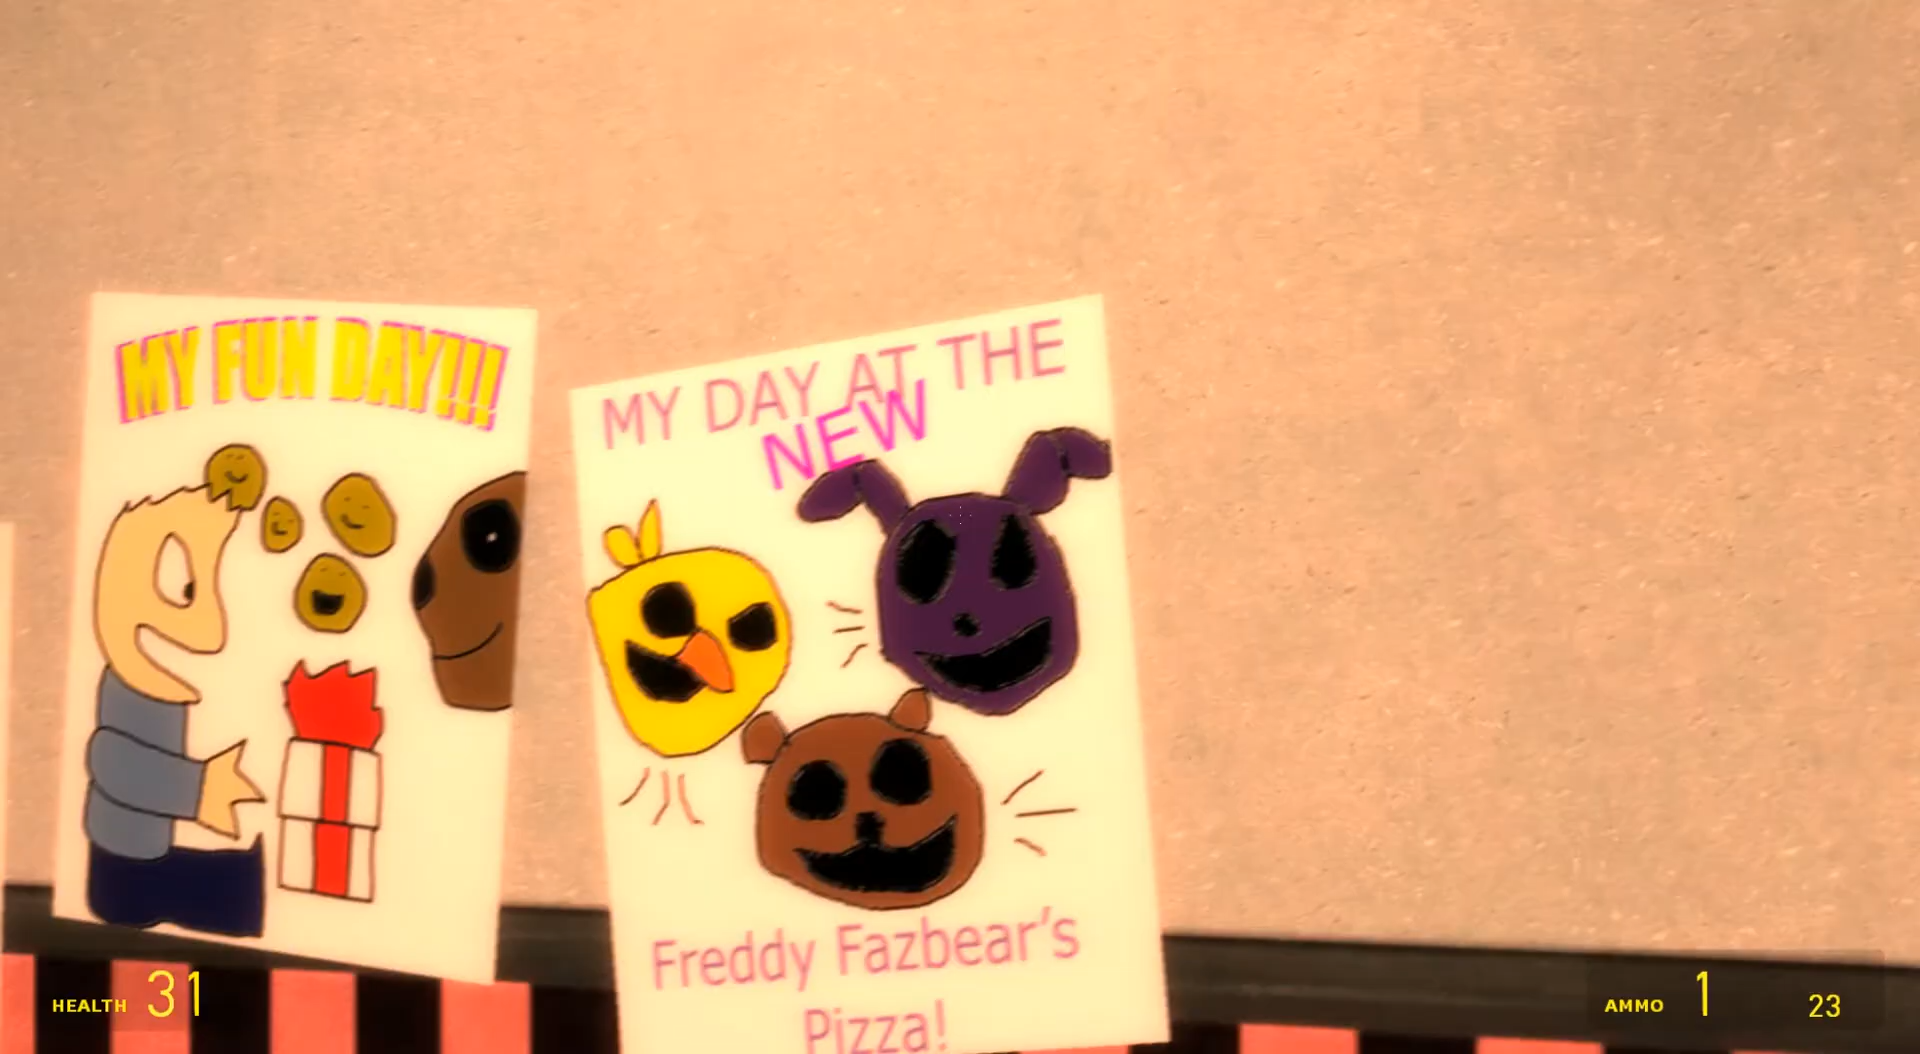 MY FUN DAY!!!
MY DAY AT THE
NEW
Freddy Fazbear's
Pizza!
HEALTH 31
AMMO 1 23